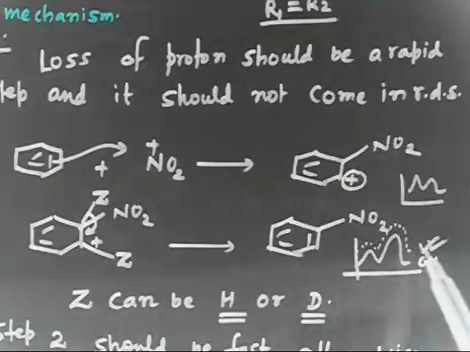 mechanism. R₁ = R₂
Loss of proton should be a rapid
step and it should not come in r.d.s.
+ +NO₂ → NO₂ +
Z NO₂ + Z → NO₂
Z can be H or D.
Step 2 should be fast